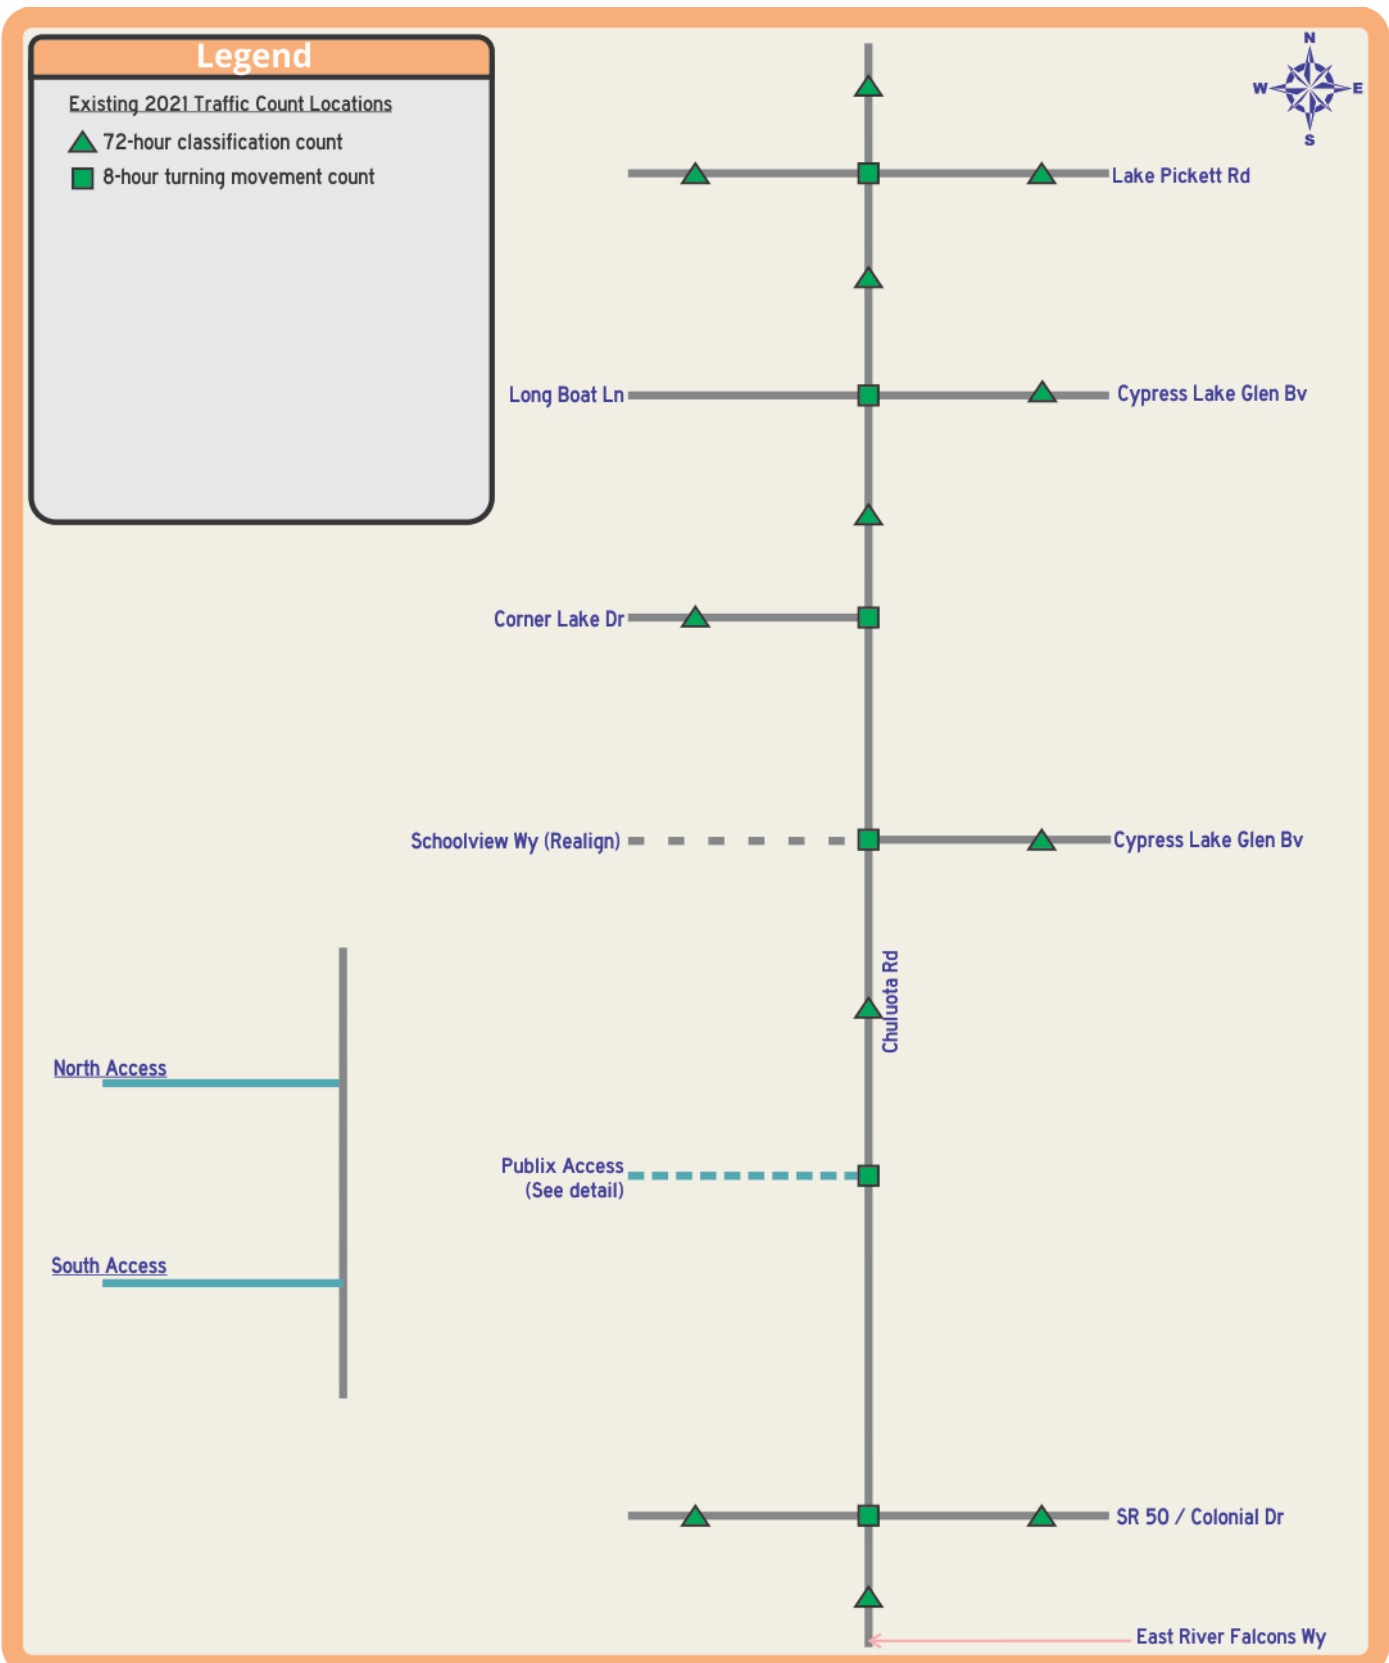 Legend
Existing 2021 Traffic Count Locations
72-hour classification count
8-hour turning movement count
N
W E
S
Lake Pickett Rd
Long Boat Ln
Cypress Lake Glen Bv
Corner Lake Dr
Schoolview Wy (Realign)
Cypress Lake Glen Bv
Chuluota Rd
North Access
Publix Access
(See detail)
South Access
SR 50 / Colonial Dr
East River Falcons Wy